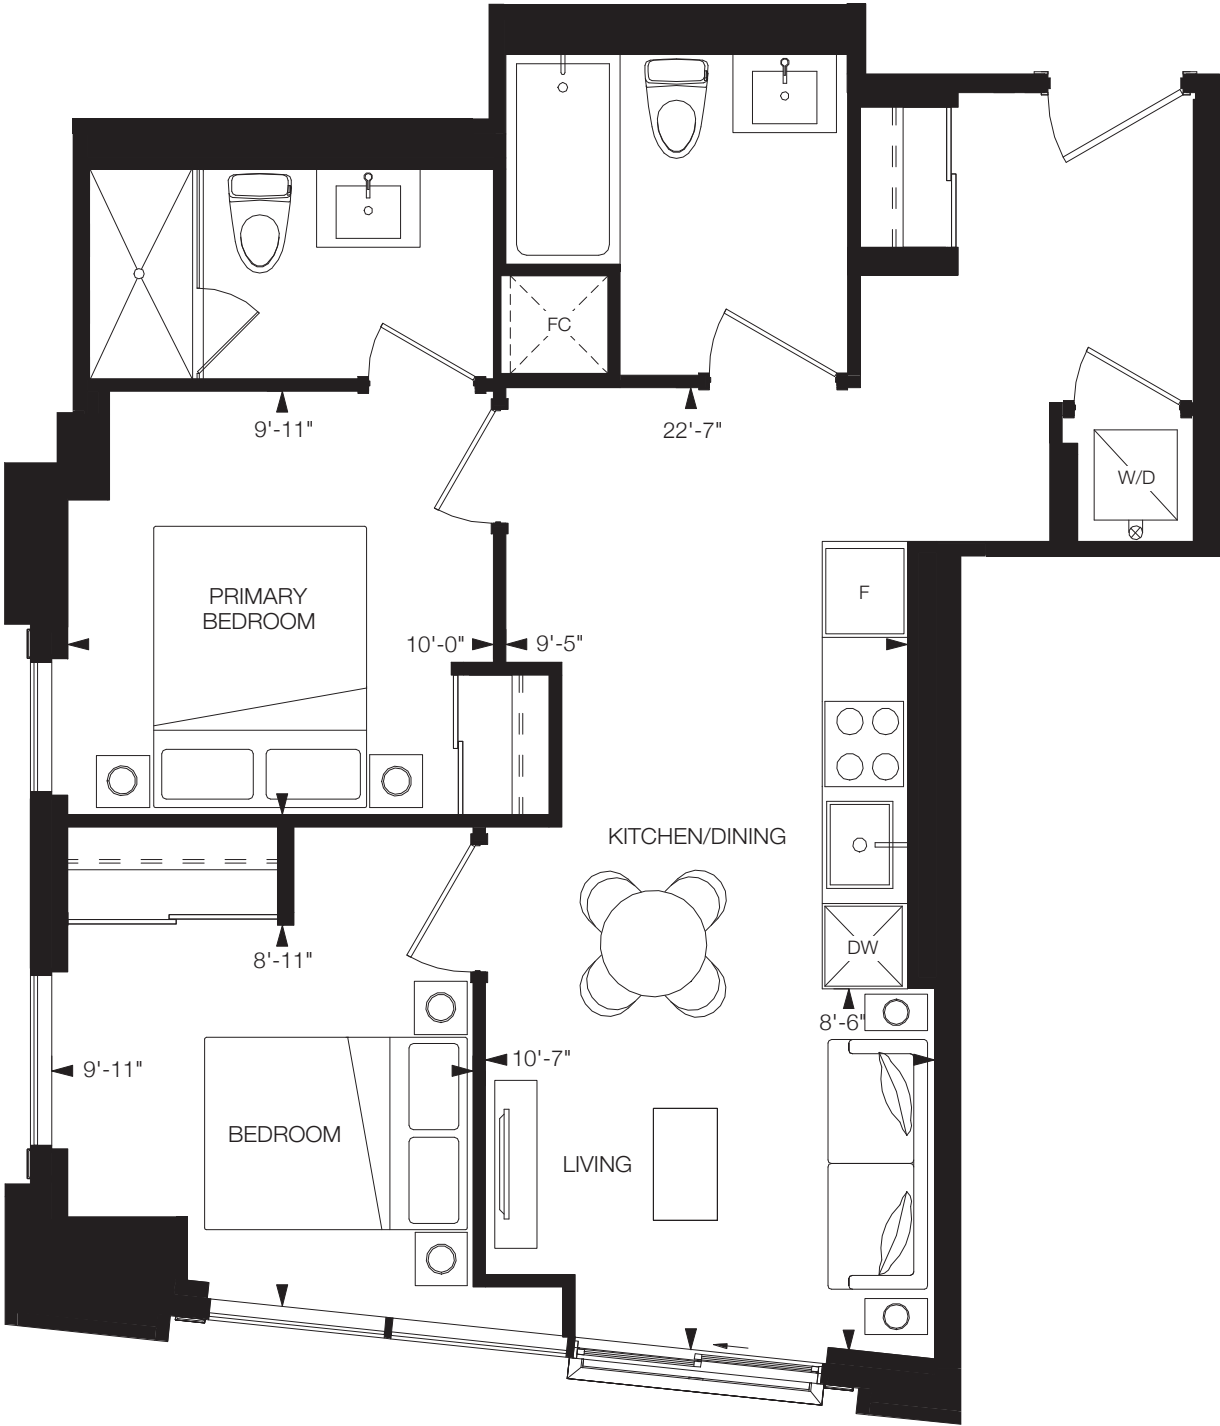 FC
9'-11"
22'-7"
W/D
F
PRIMARY
BEDROOM
10'-0"
9'-5"
KITCHEN/DINING
DW
8'-11"
8'-6"
9'-11"
10'-7"
BEDROOM
LIVING